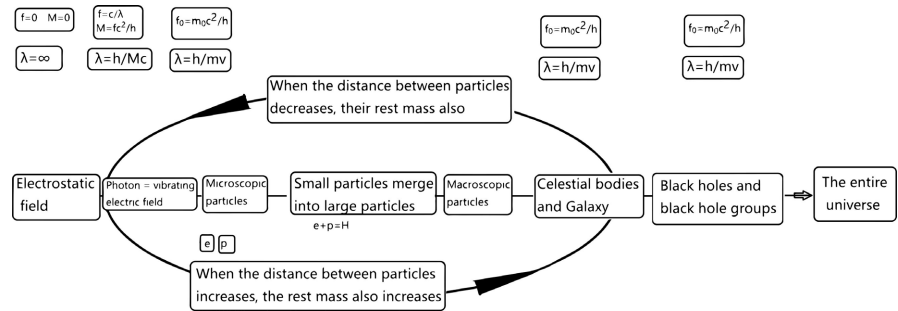 f=0 M=0
f=c/λ
M=fc²/h
f₀=m₀c²/h
f₀=m₀c²/h
f₀=m₀c²/h
λ=∞
λ=h/Mc
λ=h/mv
λ=h/mv
λ=h/mv
When the distance between particles
decreases, their rest mass also
Electrostatic
field
Photon = vibrating
electric field
Microscopic
particles
Small particles merge
into large particles
e+p=H
Macroscopic
particles
Celestial bodies
and Galaxy
Black holes and
black hole groups
The entire
universe
e p
When the distance between particles
increases, the rest mass also increases